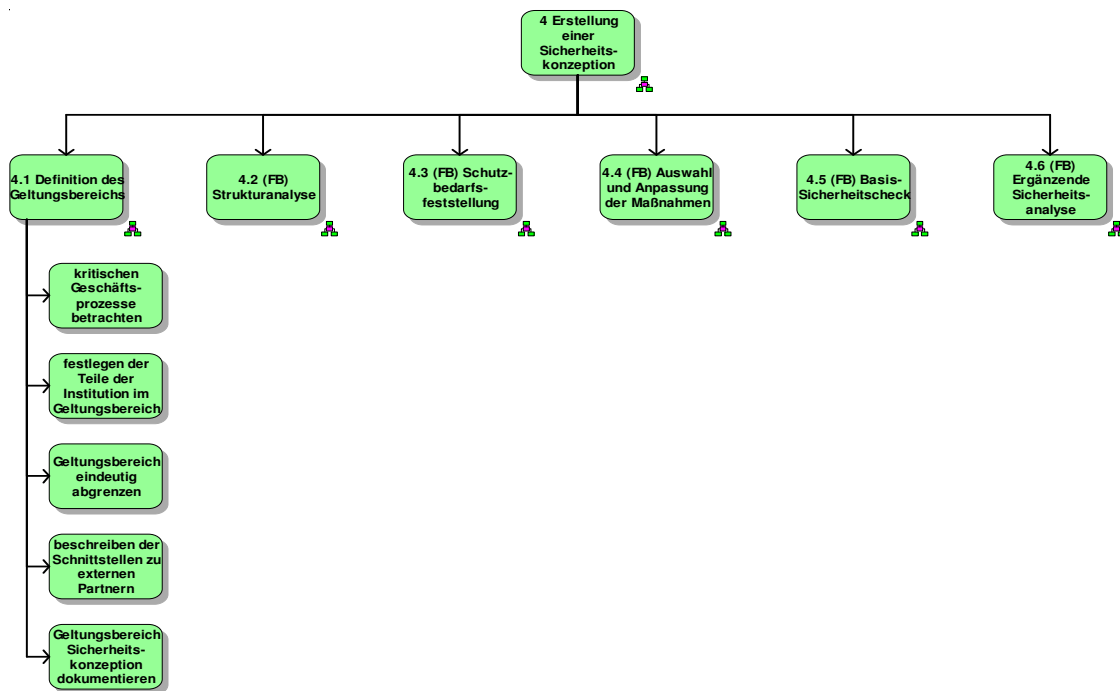 4 Erstellung
einer
Sicherheits-
konzeption
4.1 Definition des
Geltungsbereichs
4.2 (FB)
Strukturanalyse
4.3 (FB) Schutz-
bedarfs-
feststellung
4.4 (FB) Auswahl
und Anpassung
der Maßnahmen
4.5 (FB) Basis-
Sicherheitscheck
4.6 (FB)
Ergänzende
Sicherheits-
analyse
kritischen
Geschäfts-
prozesse
betrachten
festlegen der
Teile der
Institution im
Geltungsbereich
Geltungsbereich
eindeutig
abgrenzen
beschreiben der
Schnittstellen zu
externen
Partnern
Geltungsbereich
Sicherheits-
konzeption
dokumentieren